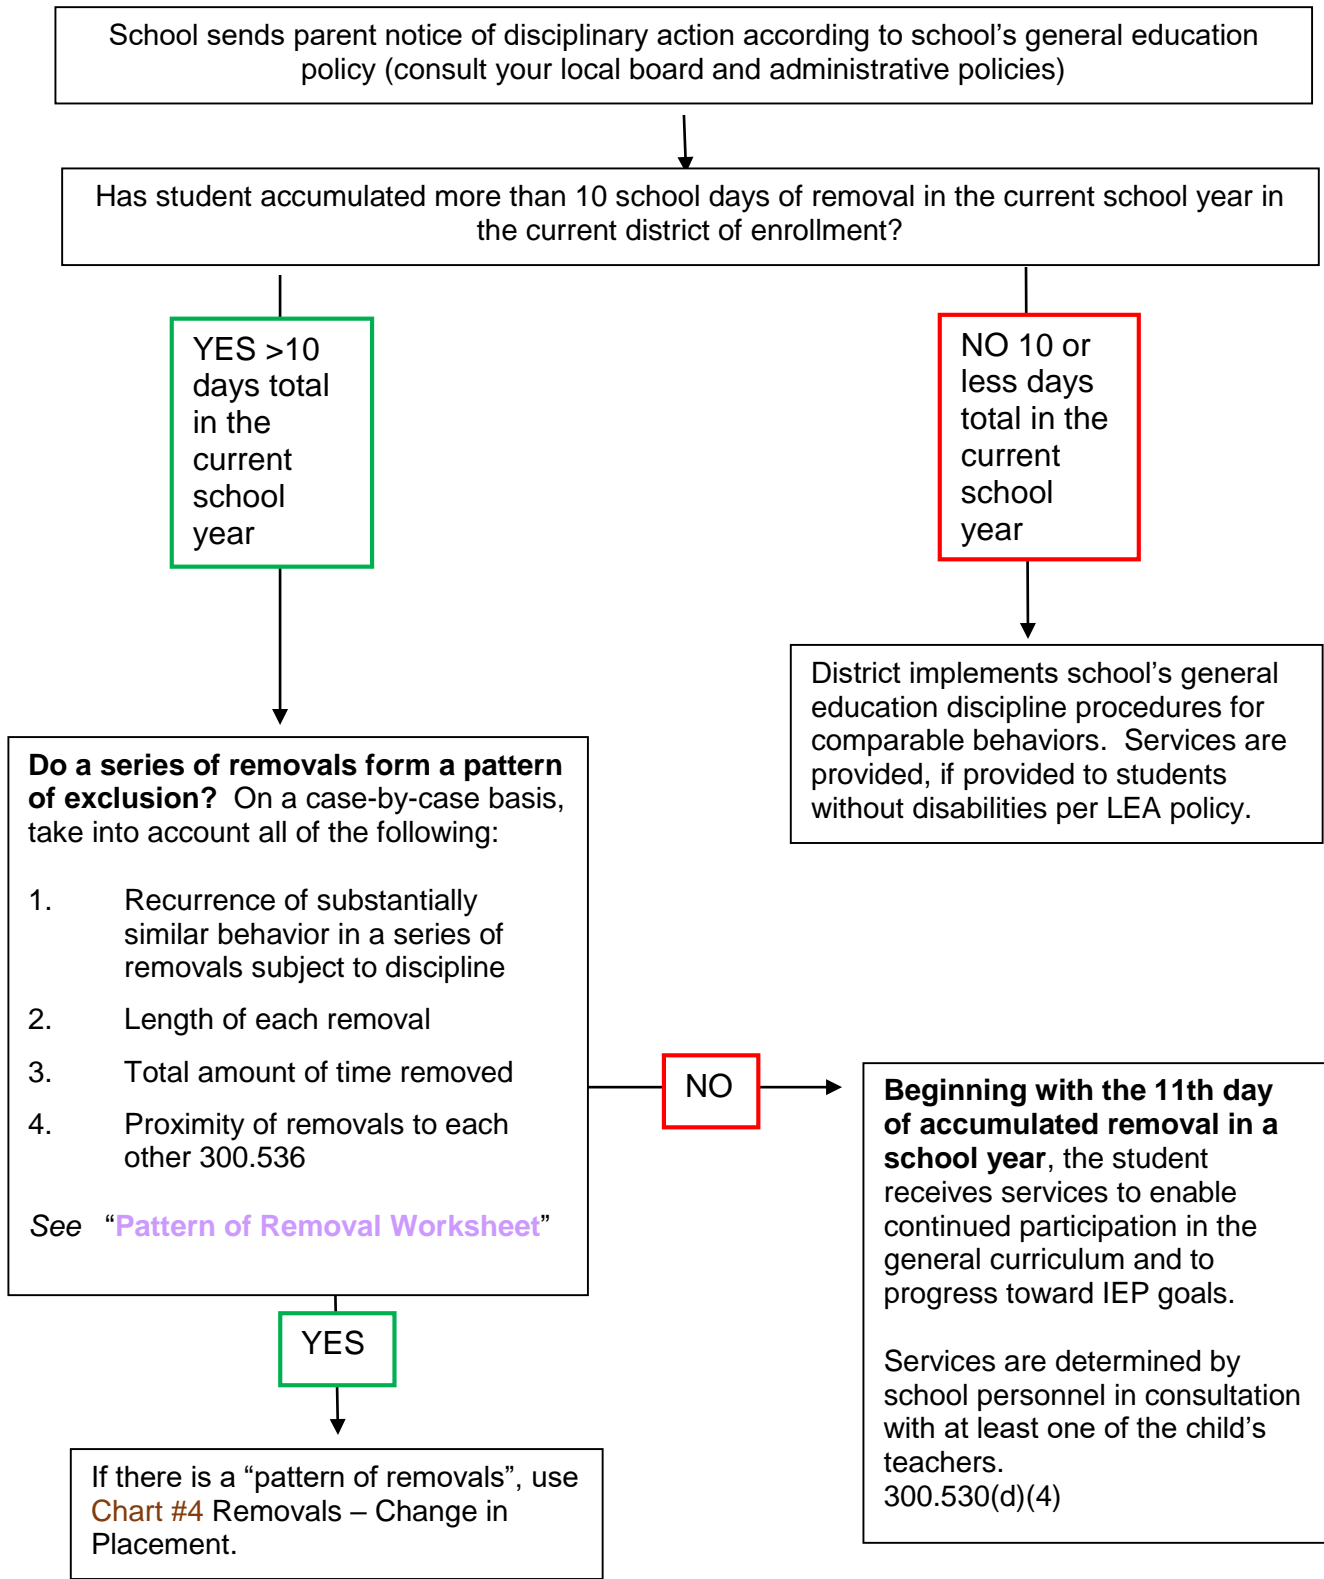 School sends parent notice of disciplinary action according to school’s general education
policy (consult your local board and administrative policies)
Has student accumulated more than 10 school days of removal in the current school year in
the current district of enrollment?
YES >10
days total
in the
current
school
year
NO 10 or
less days
total in the
current
school
year
District implements school’s general
education discipline procedures for
comparable behaviors.  Services are
provided, if provided to students
without disabilities per LEA policy.
Do a series of removals form a pattern
of exclusion?  On a case-by-case basis,
take into account all of the following:
1. Recurrence of substantially
similar behavior in a series of
removals subject to discipline
2. Length of each removal
3. Total amount of time removed
4. Proximity of removals to each
other 300.536
See “Pattern of Removal Worksheet”
NO
Beginning with the 11th day
of accumulated removal in a
school year, the student
receives services to enable
continued participation in the
general curriculum and to
progress toward IEP goals.
Services are determined by
school personnel in consultation
with at least one of the child’s
teachers.
300.530(d)(4)
YES
If there is a “pattern of removals”, use
Chart #4 Removals – Change in
Placement.